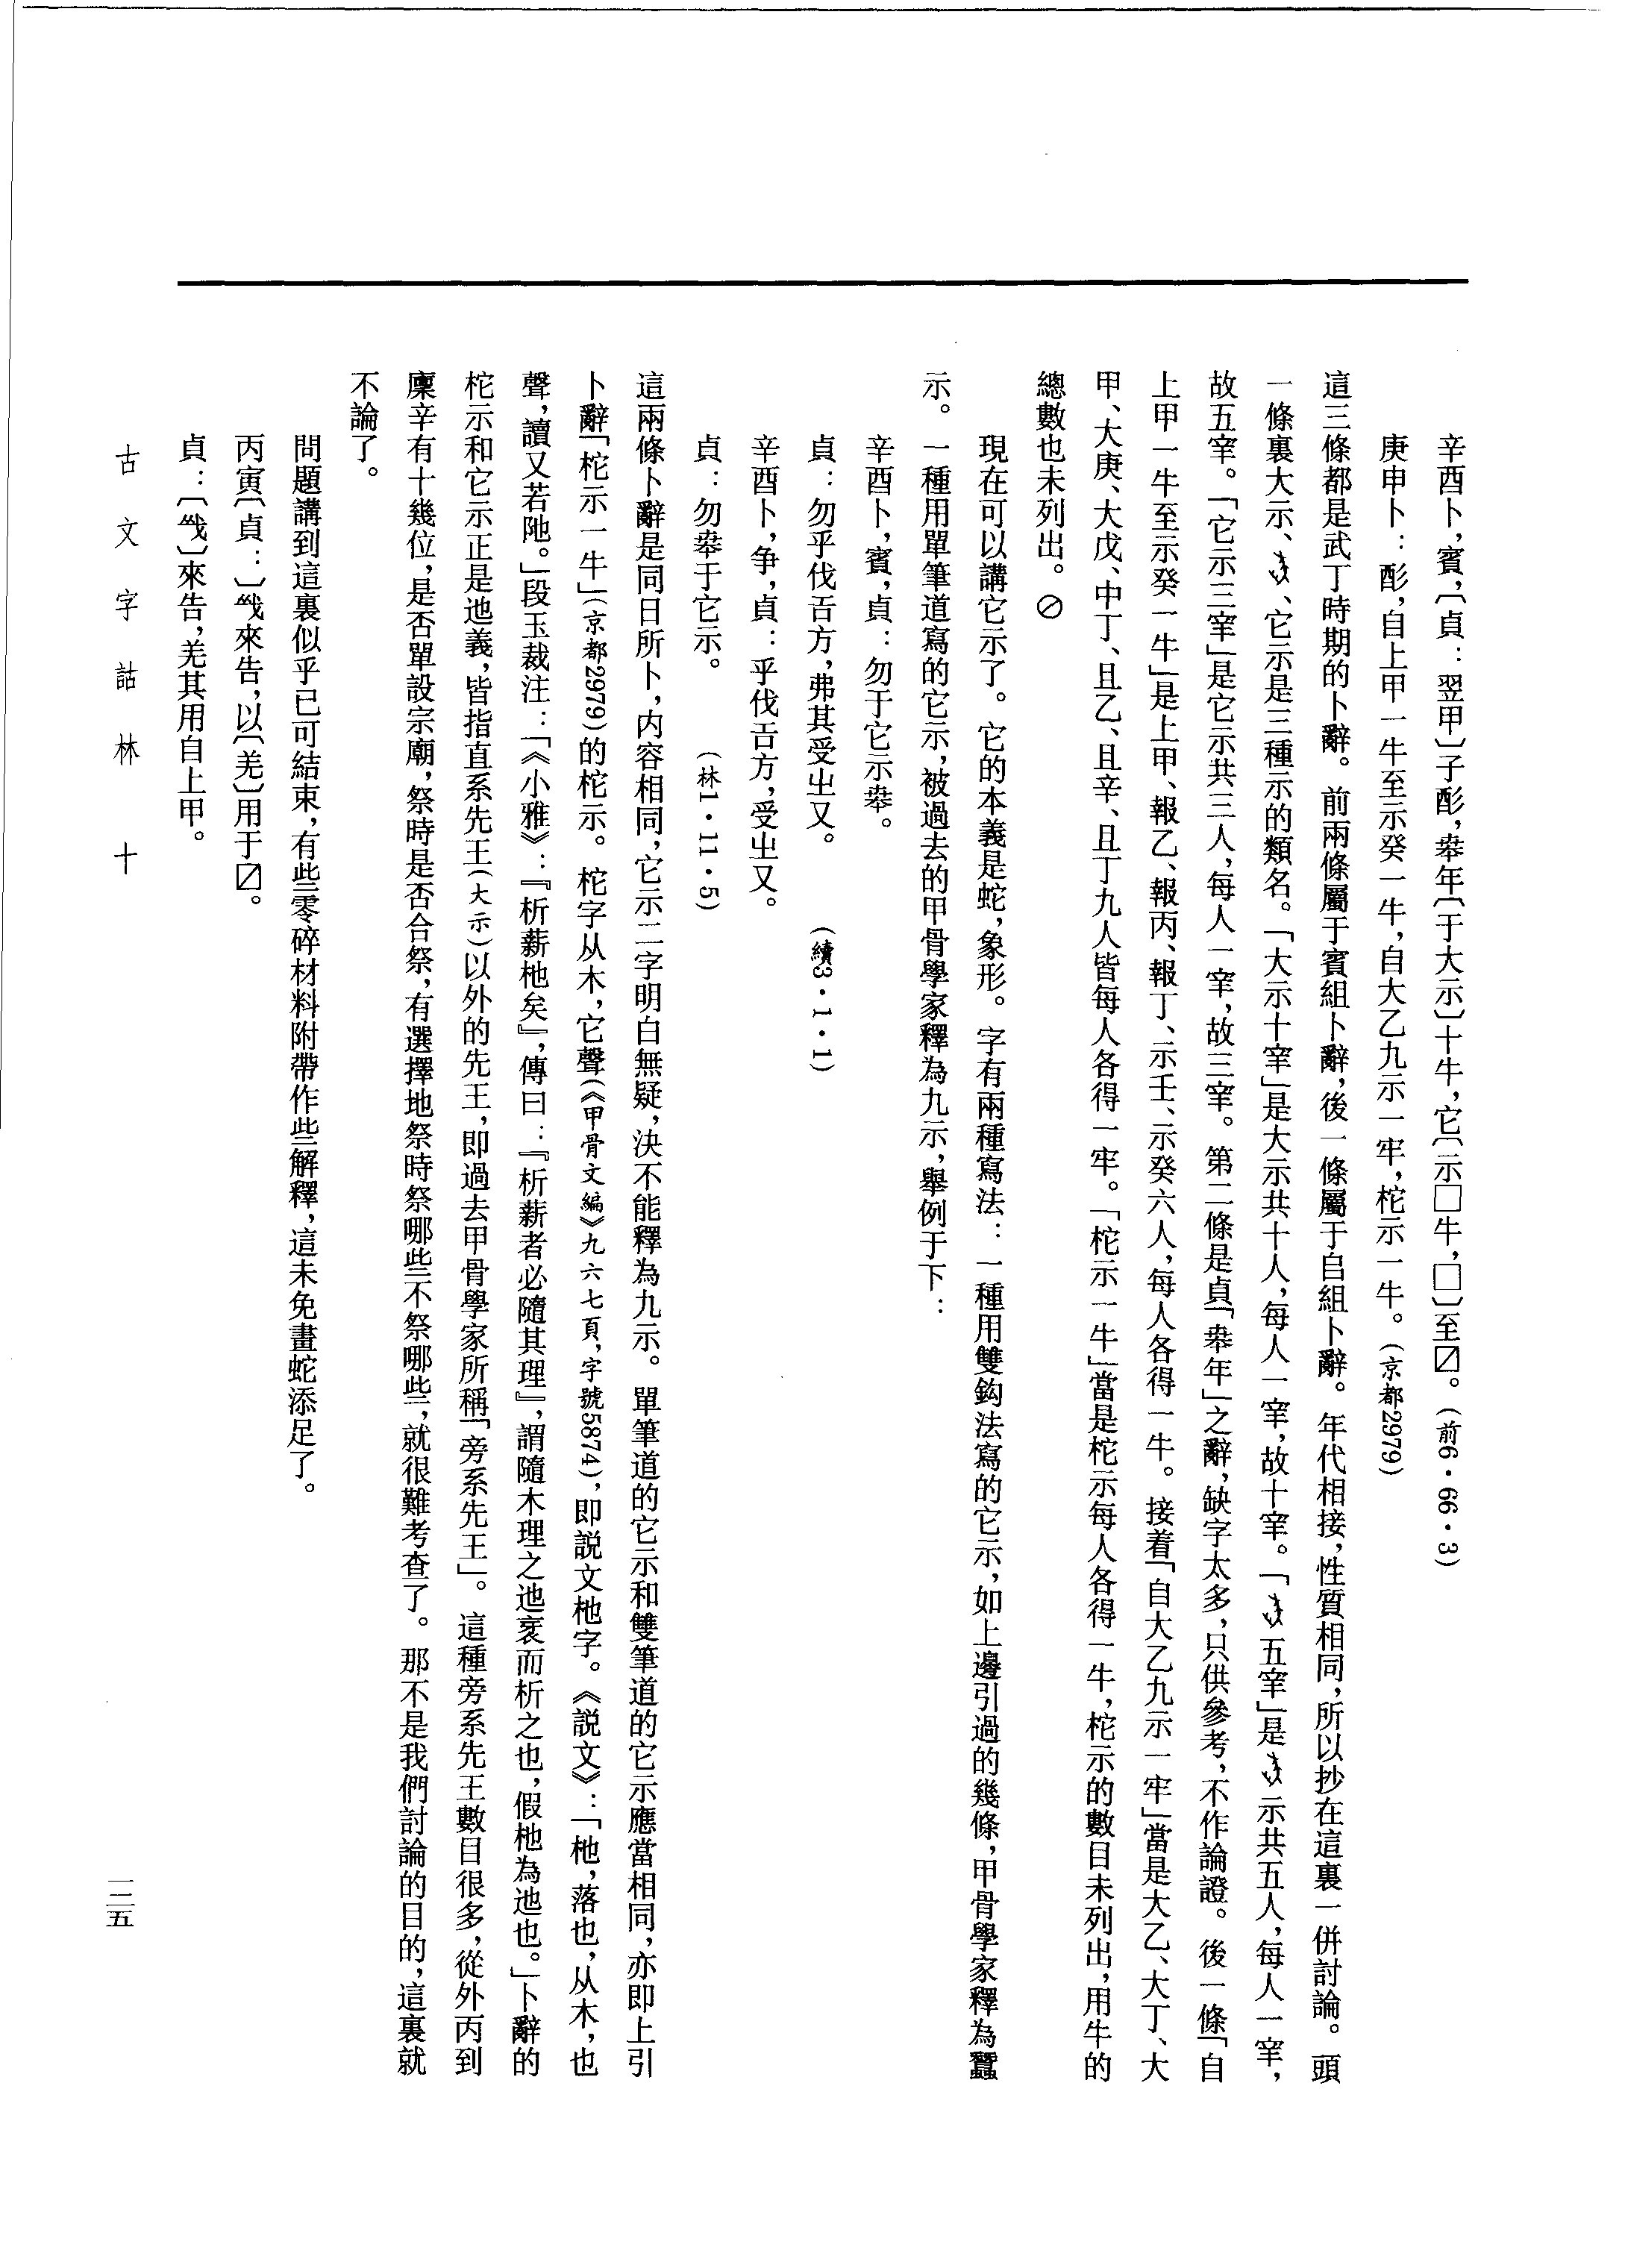 辛酉卜，賓，〔貞：翌甲〕子酌，𠦪年〔于大示〕十牛，它〔示□牛，□〕至〼。（前6·66·3）
庚申卜：酌，自上甲一牛至示癸一牛，自大乙九示一牢，柁示一牛。（京都2979）
這三條都是武丁時期的卜辭。前兩條屬于賓組卜辭，後一條屬于𠂤組卜辭。年代相接，性質相同，所以抄在這裏一併討論。頭
一條裏大示、、它示是三種示的類名。「大示十𫳅」是大示共十人，每人一𫳅，故十𫳅。「五𫳅」是示共五人，每人一𫳅，
故五𫳅。「它示三𫳅」是它示共三人，每人一𫳅，故三𫳅。第二條是貞「𠦪年」之辭，缺字太多，只供參考，不作論證。後一條「自
上甲一牛至示癸一牛」是上甲、報乙、報丙、報丁、示壬、示癸六人，每人各得一牛。接着「自大乙九示一牢」當是大乙、大丁、大
甲、大庚、大戊、中丁、且乙、且辛、且丁九人皆每人各得一牢。「柁示一牛」當是柁示每人各得一牛，柁示的數目未列出，用牛的
總數也未列出。⊘
現在可以講它示了。它的本義是蛇，象形。字有兩種寫法：一種用雙鈎法寫的它示，如上邊引過的幾條，甲骨學家釋為蠶
示。一種用單筆道寫的它示，被過去的甲骨學家釋為九示，舉例于下：
辛酉卜，賓，貞：勿于它示𠦪。
貞：勿乎伐𢀛方，弗其受㞢又。（續3·1·1）
辛酉卜，争，貞：乎伐𢀛方，受㞢又。
貞：勿𠦪于它示。（林1·11·5）
這兩條卜辭是同日所卜，内容相同，它示二字明白無疑，決不能釋為九示。單筆道的它示和雙筆道的它示應當相同，亦即上引
卜辭「柁示一牛」（京都2979）的柁示。柁字从木，它聲（《甲骨文編》九六七頁，字號5874），即説文杝字。《説文》：「杝，落也，从木，也
聲，讀又若阤。」段玉裁注：「《小雅》：『析薪杝矣』，傳曰：『析薪者必隨其理』，謂隨木理之迆衺而析之也，假杝為迆也。」卜辭的
柁示和它示正是迆義，皆指直系先王（大示）以外的先王，即過去甲骨學家所稱「旁系先王」。這種旁系先王數目很多，從外丙到
廩辛有十幾位，是否單設宗廟，祭時是否合祭，有選擇地祭時祭哪些不祭哪些，就很難考查了。那不是我們討論的目的，這裏就
不論了。
問題講到這裏似乎已可結束，有些零碎材料附帶作些解釋，這未免畫蛇添足了。
丙寅〔貞：〕𢦏來告，以〔羌〕用于〼。
貞：〔𢦏〕來告，羌其用自上甲。
古文字詁林 十
一二五